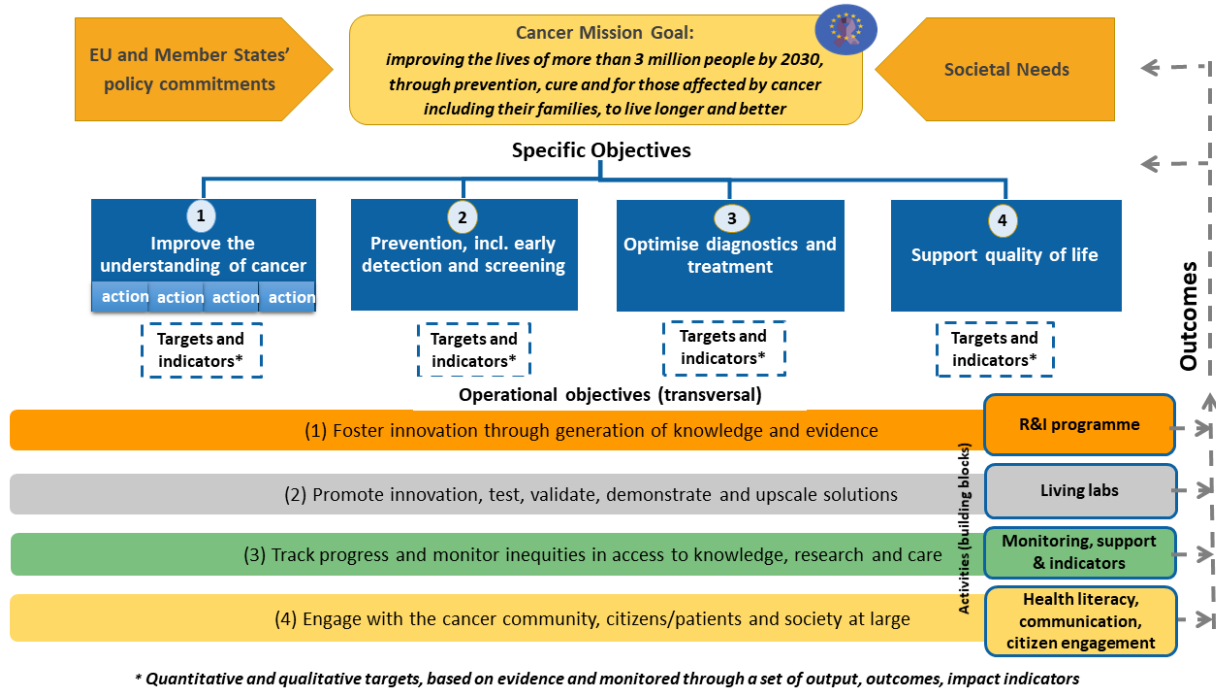 EU and Member States’
policy commitments
Cancer Mission Goal:
improving the lives of more than 3 million people by 2030,
through prevention, cure and for those affected by cancer
including their families, to live longer and better
Societal Needs
Specific Objectives
1
Improve the
understanding of cancer
action action action action
2
Prevention, incl. early
detection and screening
3
Optimise diagnostics and
treatment
4
Support quality of life
Targets and
indicators*
Targets and
indicators*
Targets and
indicators*
Targets and
indicators*
Outcomes
Operational objectives (transversal)
(1) Foster innovation through generation of knowledge and evidence
R&I programme
(2) Promote innovation, test, validate, demonstrate and upscale solutions
Living labs
(3) Track progress and monitor inequities in access to knowledge, research and care
Monitoring, support
& indicators
(4) Engage with the cancer community, citizens/patients and society at large
Health literacy,
communication,
citizen engagement
Activities (building blocks)
* Quantitative and qualitative targets, based on evidence and monitored through a set of output, outcomes, impact indicators